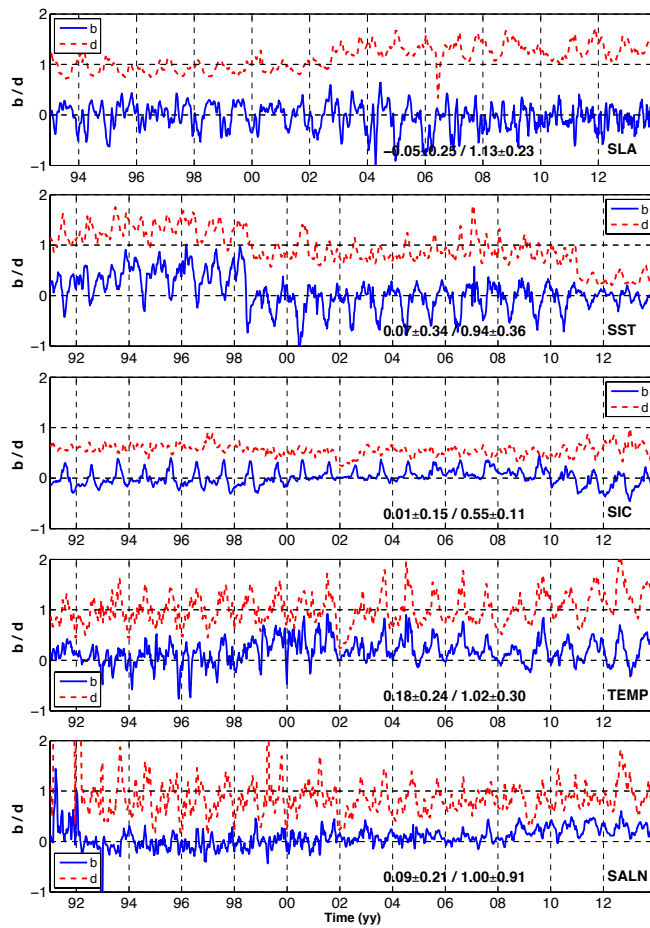 2
b
d
1
0
−1
b / d
−0.05±0.25 / 1.13±0.23
SLA
94 96 98 00 02 04 06 08 10 12
2
b
d
1
0
−1
b / d
0.07±0.34 / 0.94±0.36
SST
92 94 96 98 00 02 04 06 08 10 12
2
b
d
1
0
−1
b / d
0.01±0.15 / 0.55±0.11
SIC
92 94 96 98 00 02 04 06 08 10 12
2
1
0
−1
b / d
b
d
0.18±0.24 / 1.02±0.30
TEMP
92 94 96 98 00 02 04 06 08 10 12
2
1
0
−1
b / d
b
d
0.09±0.21 / 1.00±0.91
SALN
92 94 96 98 00 02 04 06 08 10 12
Time (yy)